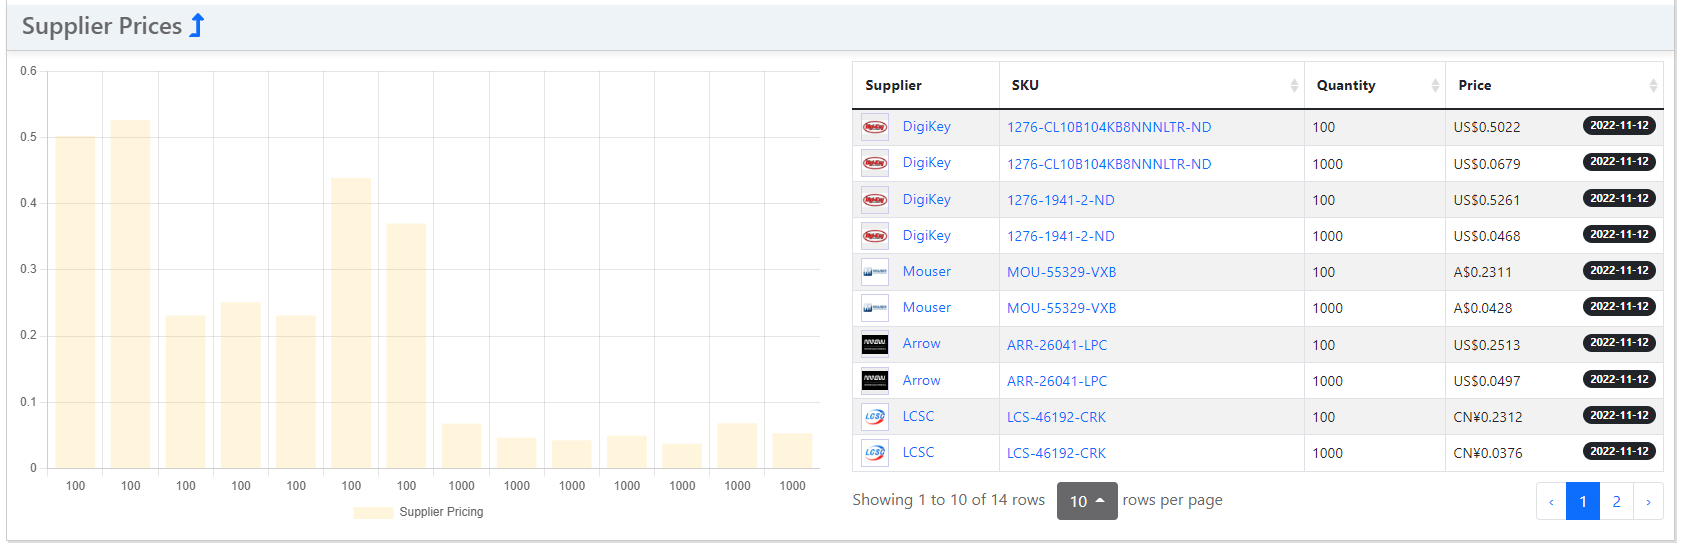 Supplier Prices
0.6
0.5
0.4
0.3
0.2
0.1
0
100 100 100 100 100 100 100 1000 1000 1000 1000 1000 1000 1000
Supplier Pricing
Supplier SKU Quantity Price
DigiKey 1276-CL10B104KB8NNNLTR-ND 100 US$0.5022 2022-11-12
DigiKey 1276-CL10B104KB8NNNLTR-ND 1000 US$0.0679 2022-11-12
DigiKey 1276-1941-2-ND 100 US$0.5261 2022-11-12
DigiKey 1276-1941-2-ND 1000 US$0.0468 2022-11-12
Mouser MOU-55329-VXB 100 A$0.2311 2022-11-12
Mouser MOU-55329-VXB 1000 A$0.0428 2022-11-12
Arrow ARR-26041-LPC 100 US$0.2513 2022-11-12
Arrow ARR-26041-LPC 1000 US$0.0497 2022-11-12
LCSC LCSC LCS-46192-CRK 100 CN¥0.2312 2022-11-12
LCSC LCSC LCS-46192-CRK 1000 CN¥0.0376 2022-11-12
Showing 1 to 10 of 14 rows 10 rows per page ‹ 1 2 ›